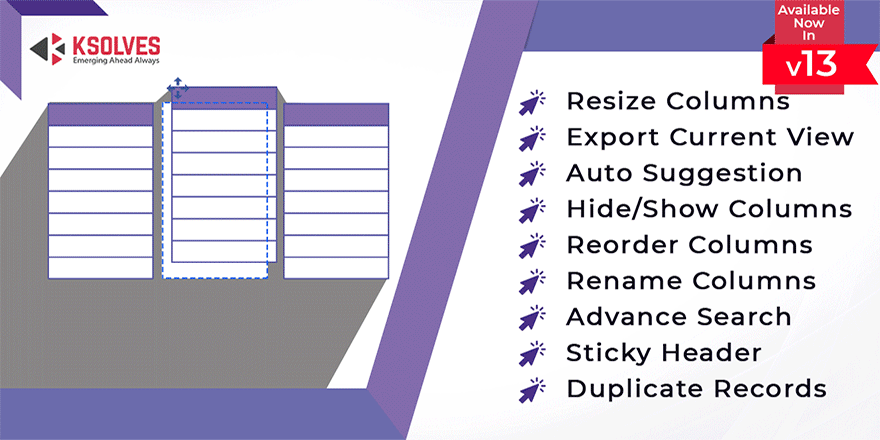 KSOLVES
Emerging Ahead Always
Available
Now
In
v13
Resize Columns
Export Current View
Auto Suggestion
Hide/Show Columns
Reorder Columns
Rename Columns
Advance Search
Sticky Header
Duplicate Records